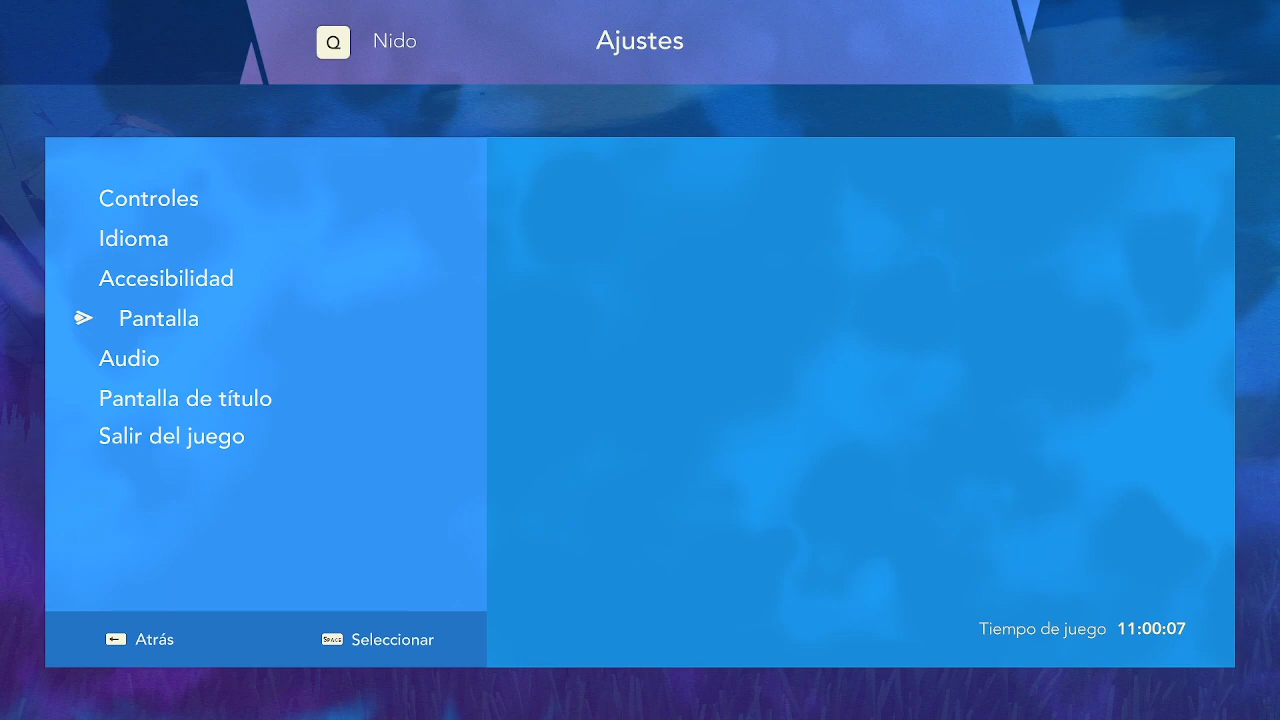 Q Nido Ajustes
Controles
Idioma
Accesibilidad
Pantalla
Audio
Pantalla de título
Salir del juego
← Atrás SPACE Seleccionar
Tiempo de juego 11:00:07